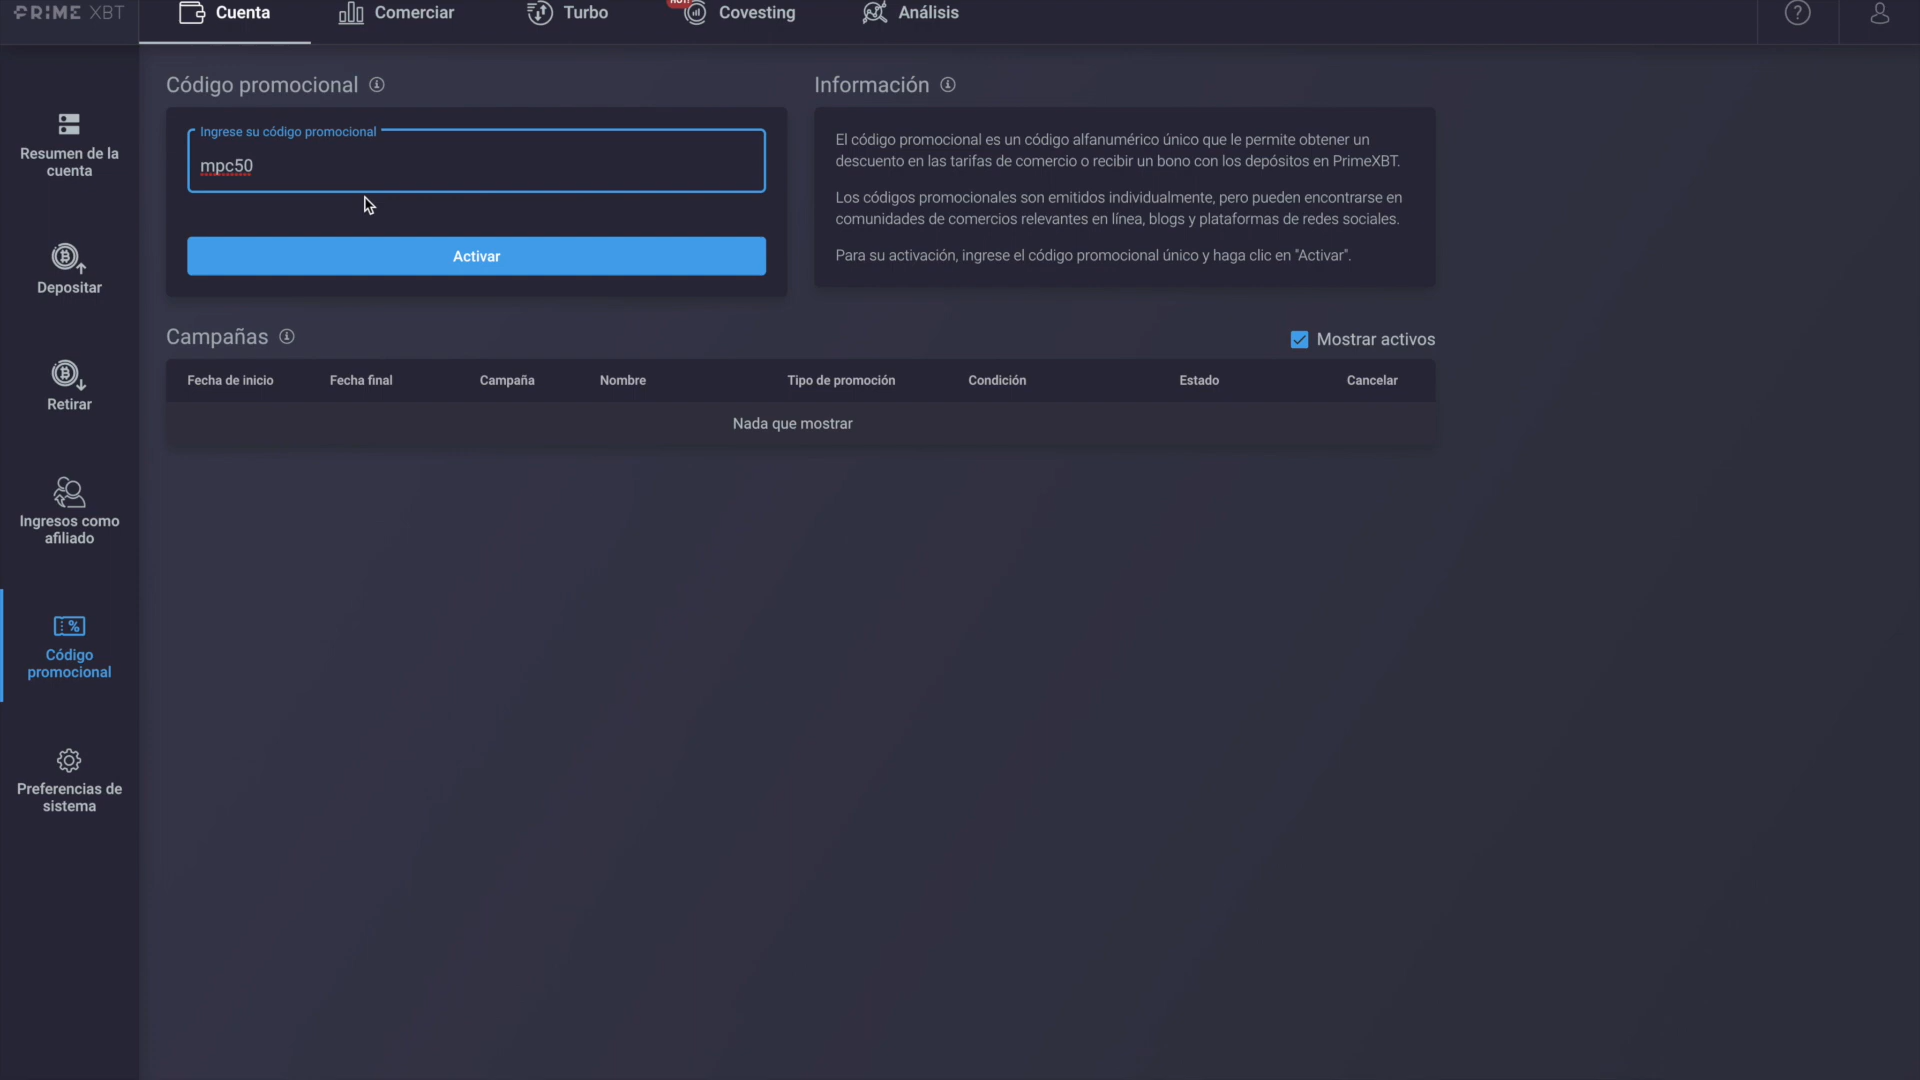 PRIME XBT
Cuenta
Comerciar
Turbo
HOT!
Covesting
Análisis
Resumen de la
cuenta
Depositar
Retirar
Ingresos como
afiliado
Código
promocional
Preferencias de
sistema
Código promocional
Ingrese su código promocional
mpc50
Activar
Información
El código promocional es un código alfanumérico único que le permite obtener un
descuento en las tarifas de comercio o recibir un bono con los depósitos en PrimeXBT.
Los códigos promocionales son emitidos individualmente, pero pueden encontrarse en
comunidades de comercios relevantes en línea, blogs y plataformas de redes sociales.
Para su activación, ingrese el código promocional único y haga clic en "Activar".
Campañas
Mostrar activos
Fecha de inicio Fecha final Campaña Nombre Tipo de promoción Condición Estado Cancelar
Nada que mostrar